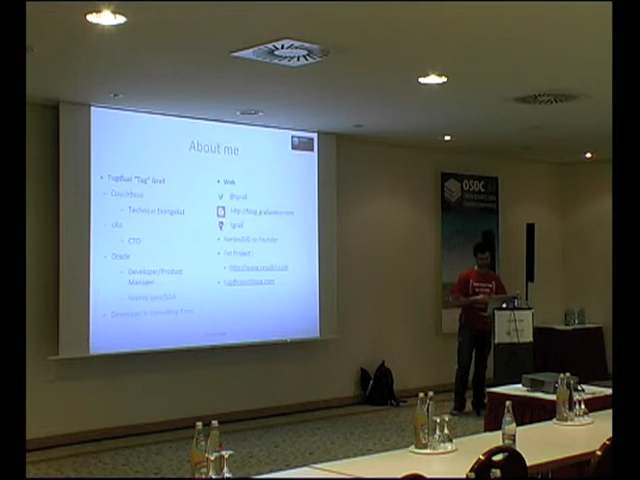 About me
Tugdual "Tug" Grall
Couchbase
Technical Evangelist
eXo
CTO
Oracle
Developer/Product
Manager
Mainly Java/SOA
Developer in consulting firms
Web
@tgrall
http://blog.grallandco.com
tgrall
NantesJUG co-founder
Pet Project :
http://www.resultri.com
tug@couchbase.com
OSDC